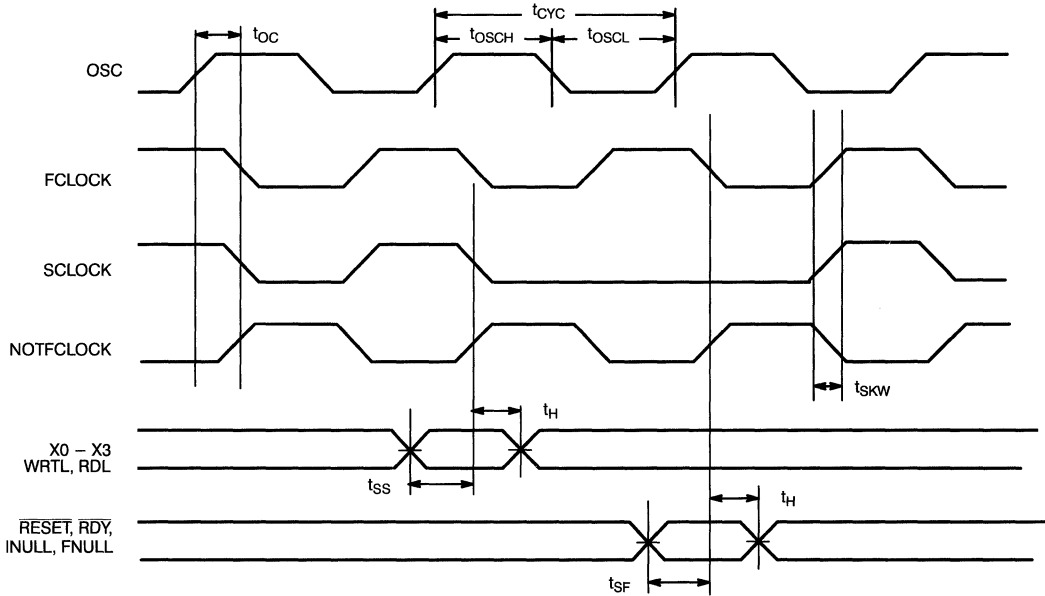 tCYC
tOC
tOSCH
tOSCL
OSC
FCLOCK
SCLOCK
NOTFCLOCK
tSKW
tH
X0 – X3
WRTL, RDL
tSS
tH
RESET, RDY,
INULL, FNULL
tSF